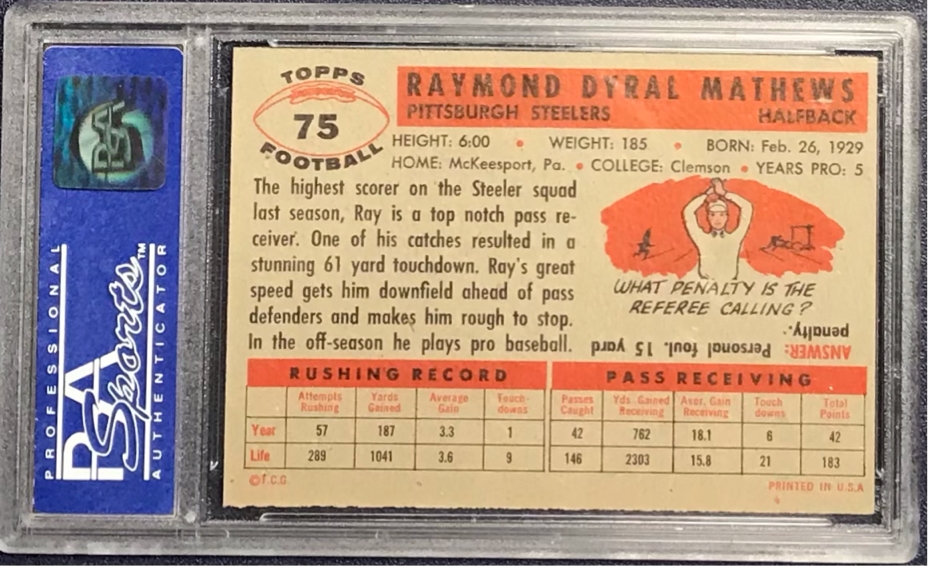 TOPPS
75
FOOTBALL
RAYMOND DYRAL MATHEWS
PITTSBURGH STEELERS HALFBACK
HEIGHT: 6:00 • WEIGHT: 185 • BORN: Feb. 26, 1929
HOME: McKeesport, Pa. • COLLEGE: Clemson • YEARS PRO: 5
The highest scorer on the Steeler squad
last season, Ray is a top notch pass re-
ceiver. One of his catches resulted in a
stunning 61 yard touchdown. Ray's great
speed gets him downfield ahead of pass
defenders and makes him rough to stop.
In the off-season he plays pro baseball.
WHAT PENALTY IS THE
REFEREE CALLING?
ANSWER: Personal foul. 15 yard
penalty.
RUSHING RECORD PASS RECEIVING
Attempts Rushing Yards Gained Average Gain Touch-downs Passes Caught Yds. Gained Receiving Aver. Gain Receiving Touch downs Total Points
Year 57 187 3.3 1 42 762 18.1 6 42
Life 289 1041 3.6 9 146 2303 15.8 21 183
©T.C.G. PRINTED IN U.S.A
PSA
PROFESSIONAL
PSA
Sports™
AUTHENTICATOR